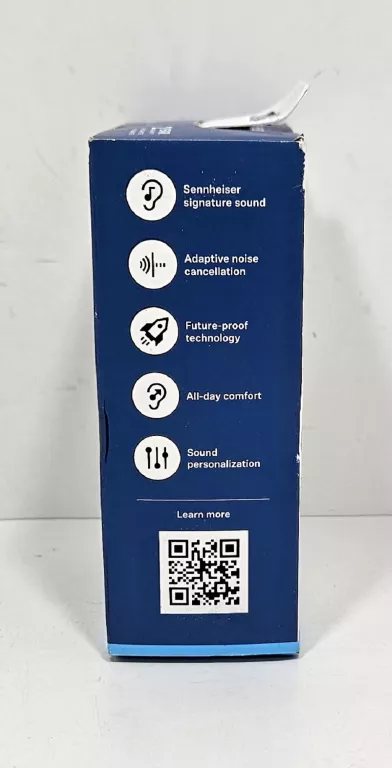 Sennheiser
signature sound
Adaptive noise
cancellation
Future-proof
technology
All-day comfort
Sound
personalization
Learn more